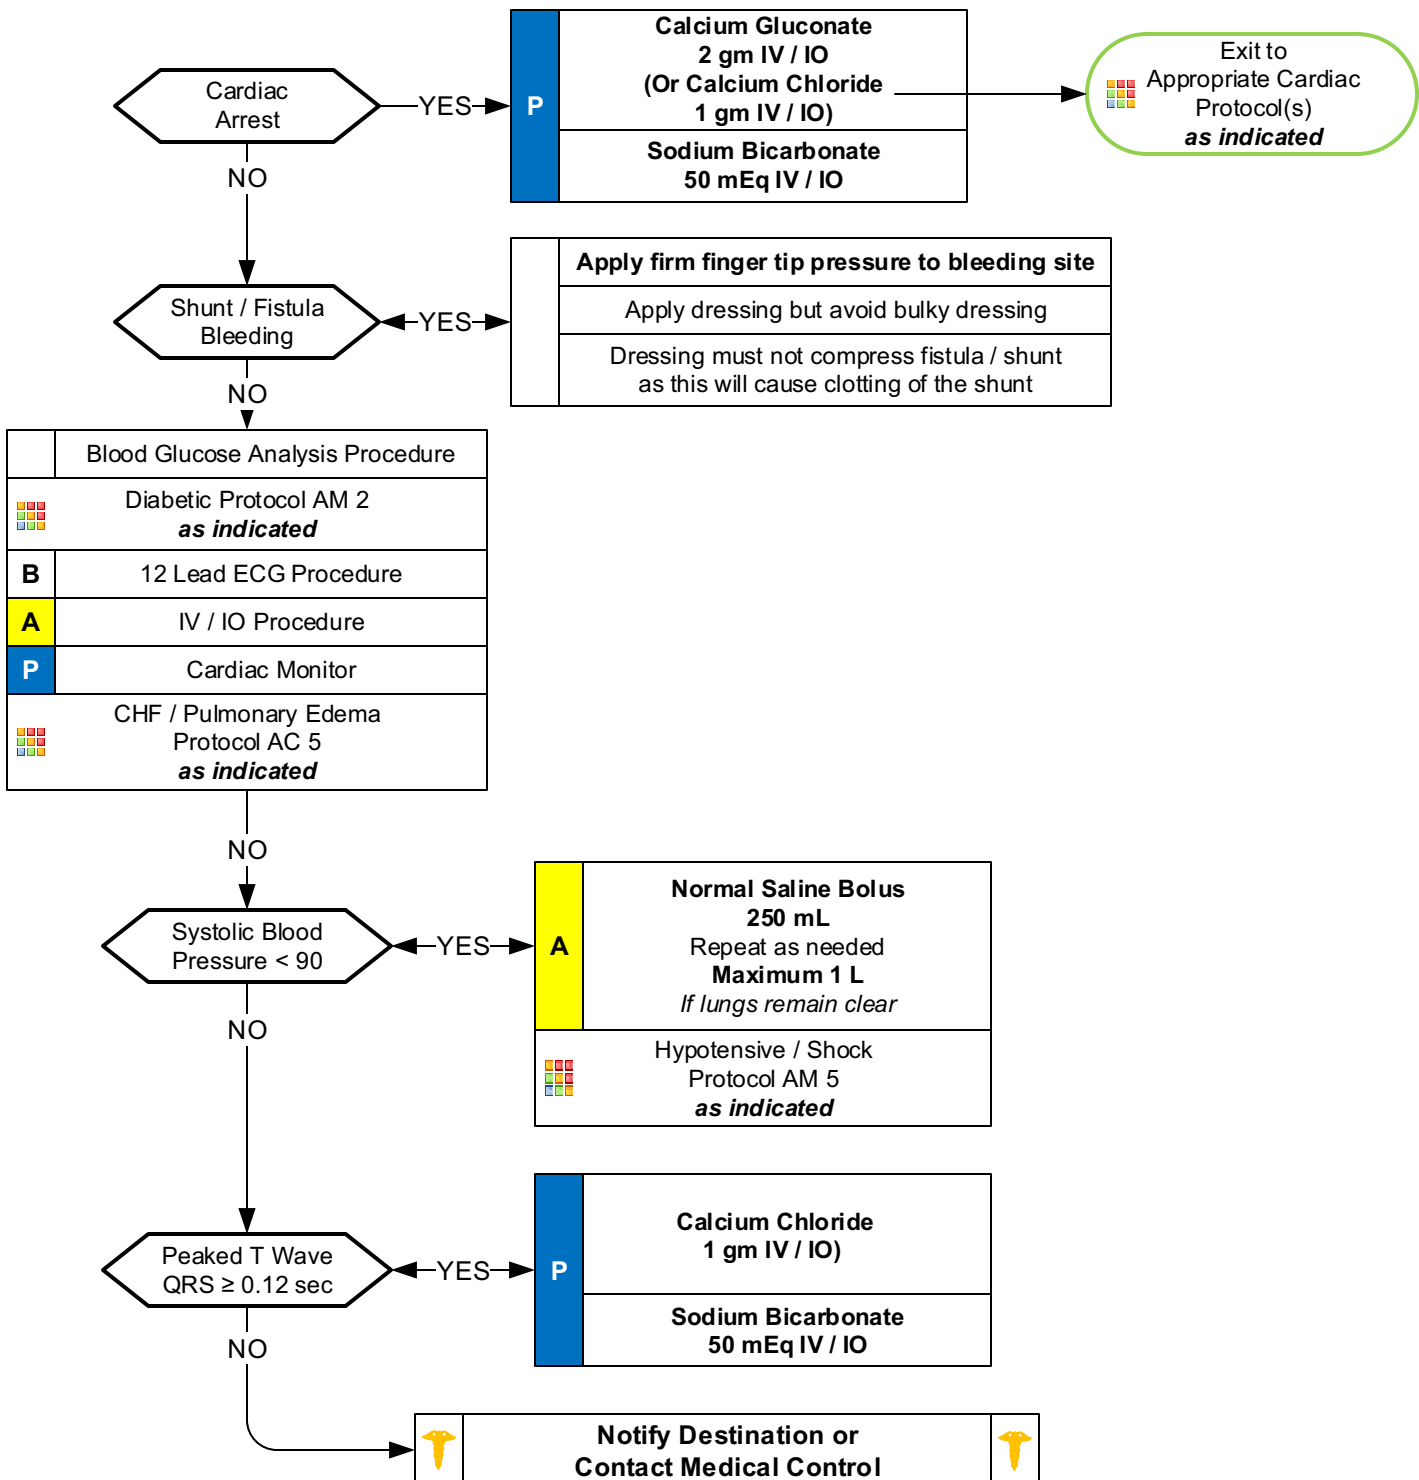 Cardiac
Arrest
YES
P
Calcium Gluconate
2 gm IV / IO
(Or Calcium Chloride
1 gm IV / IO)
Sodium Bicarbonate
50 mEq IV / IO
Exit to
Appropriate Cardiac
Protocol(s)
as indicated
NO
Shunt / Fistula
Bleeding
YES
Apply firm finger tip pressure to bleeding site
Apply dressing but avoid bulky dressing
Dressing must not compress fistula / shunt
as this will cause clotting of the shunt
NO
Blood Glucose Analysis Procedure
Diabetic Protocol AM 2
as indicated
B
12 Lead ECG Procedure
A
IV / IO Procedure
P
Cardiac Monitor
CHF / Pulmonary Edema
Protocol AC 5
as indicated
NO
Systolic Blood
Pressure < 90
YES
A
Normal Saline Bolus
250 mL
Repeat as needed
Maximum 1 L
If lungs remain clear
Hypotensive / Shock
Protocol AM 5
as indicated
NO
Peaked T Wave
QRS ≥ 0.12 sec
YES
P
Calcium Chloride
1 gm IV / IO)
Sodium Bicarbonate
50 mEq IV / IO
NO
Notify Destination or
Contact Medical Control